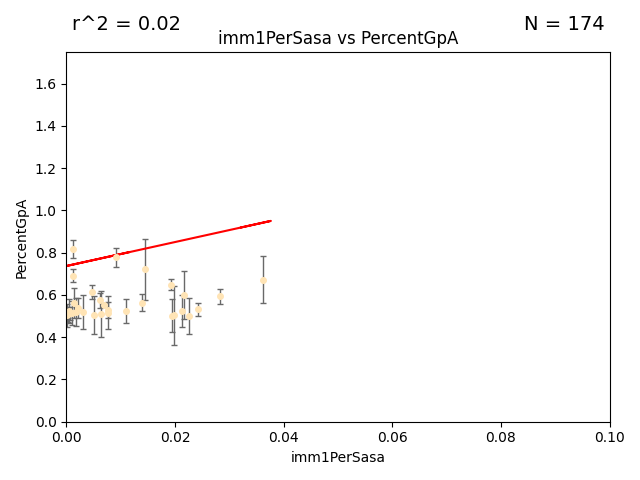 r^2 = 0.02
N = 174
imm1PerSasa vs PercentGpA
1.6
1.4
1.2
1.0
0.8
0.6
0.4
0.2
0.0
PercentGpA
0.00 0.02 0.04 0.06 0.08 0.10
imm1PerSasa